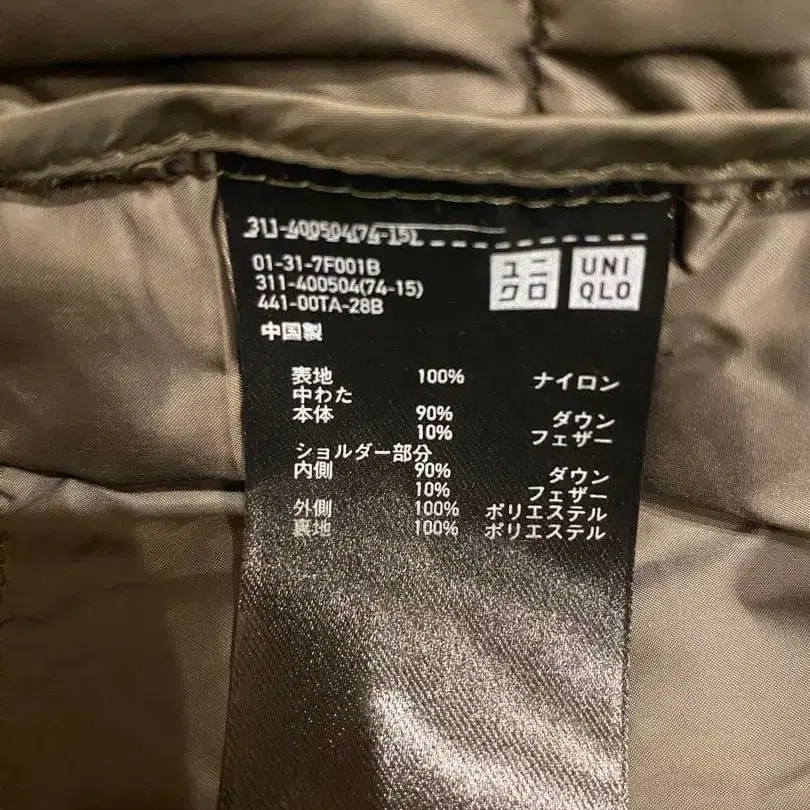 311-400504(74-15)
ユニ
クロ
UNI
QLO
01-31-7F001B
311-400504(74-15)
441-00TA-28B
中国製
表地 100% ナイロン
中わた
本体 90% ダウン
10% フェザー
ショルダー部分
内側 90% ダウン
10% フェザー
外側 100% ポリエステル
裏地 100% ポリエステル